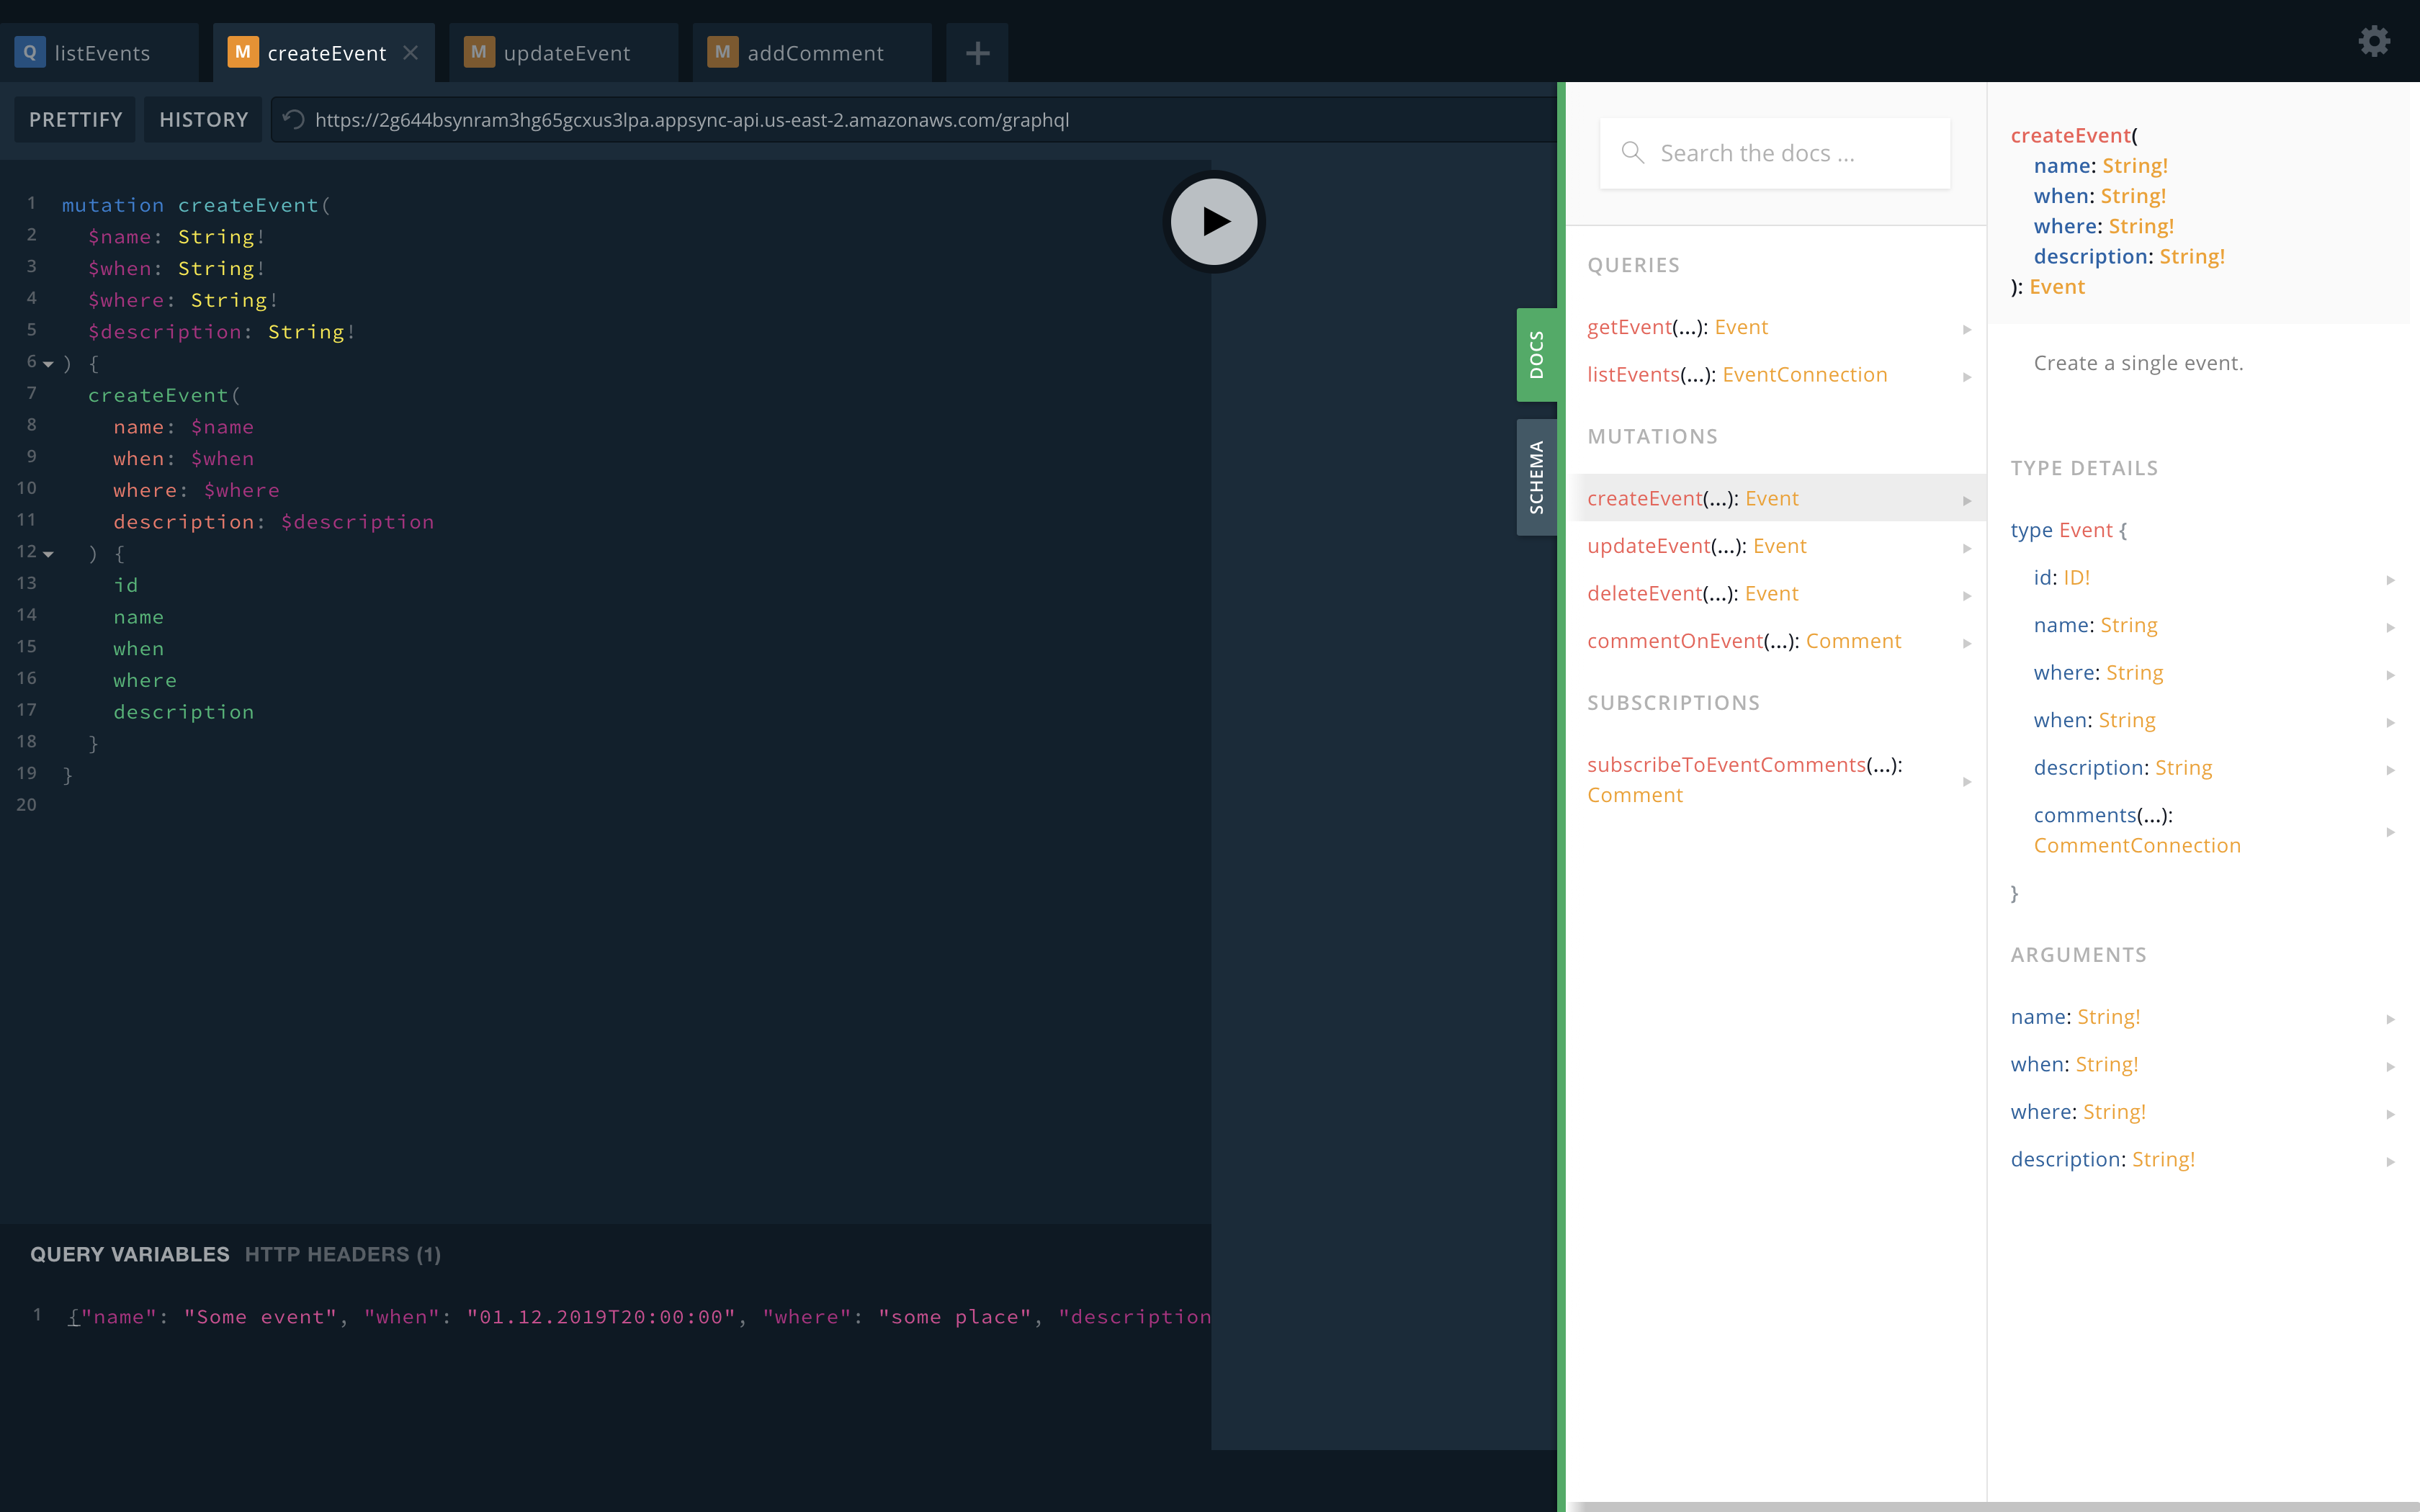 Q listEvents
M createEvent
M updateEvent
M addComment
PRETTIFY
HISTORY
https://2g644bsynram3hg65gcxus3lpa.appsync-api.us-east-2.amazonaws.com/graphql
1 mutation createEvent(
2 $name: String!
3 $when: String!
4 $where: String!
5 $description: String!
6 ) {
7 createEvent(
8 name: $name
9 when: $when
10 where: $where
11 description: $description
12 ) {
13 id
14 name
15 when
16 where
17 description
18 }
19 }
20
QUERY VARIABLES HTTP HEADERS (1)
1 {"name": "Some event", "when": "01.12.2019T20:00:00", "where": "some place", "description
DOCS
SCHEMA
Search the docs ...
QUERIES
getEvent(...): Event
listEvents(...): EventConnection
MUTATIONS
createEvent(...): Event
updateEvent(...): Event
deleteEvent(...): Event
commentOnEvent(...): Comment
SUBSCRIPTIONS
subscribeToEventComments(...):
Comment
createEvent(
name: String!
when: String!
where: String!
description: String!
): Event
Create a single event.
TYPE DETAILS
type Event {
id: ID!
name: String
where: String
when: String
description: String
comments(...):
CommentConnection
}
ARGUMENTS
name: String!
when: String!
where: String!
description: String!